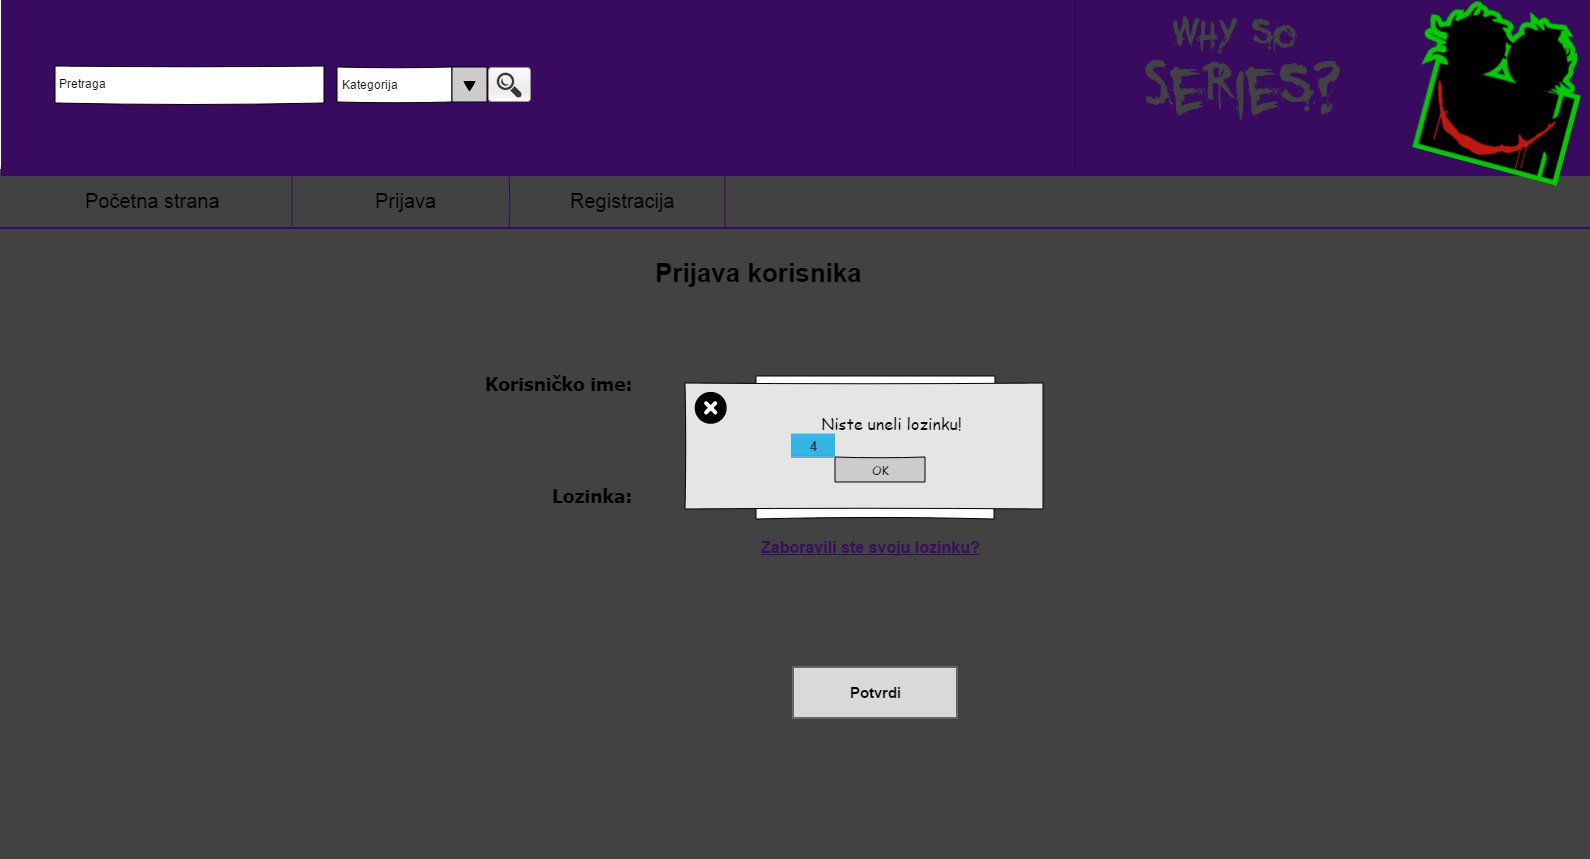 WHY SO
SERIES?
Pretraga
Kategorija
Početna strana
Prijava
Registracija
Prijava korisnika
Korisničko ime:
Niste uneli lozinku!
4
OK
Lozinka:
Zaboravili ste svoju lozinku?
Potvrdi